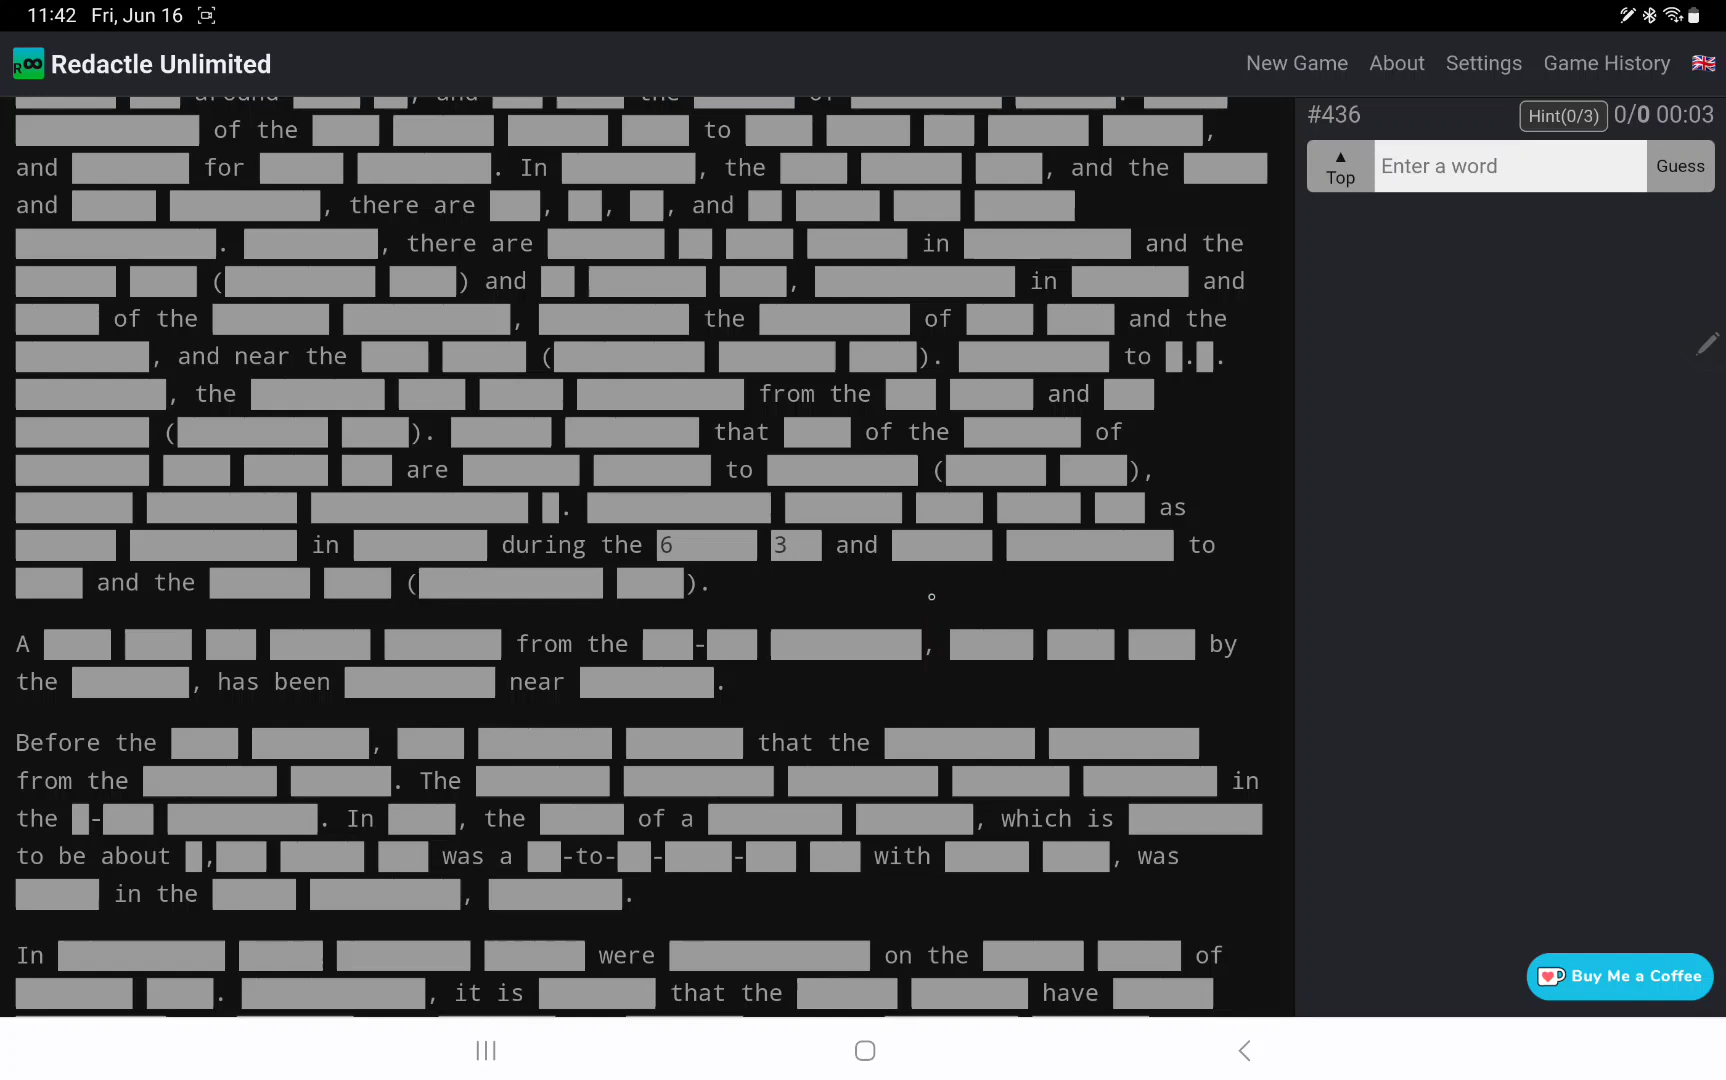 11:42 Fri, Jun 16
R∞ Redactle Unlimited
New Game About Settings Game History
around , and the of .
of the to ,
and for . In , the , and the
and , there are , , , and
. , there are in and the
( ) and , in and
of the , the of and the
, and near the ( ). to . .
, the from the and
( ). that of the of
are to ( ),
. as
in during the 6 3 and to
and the ( ).
A from the - , by
the , has been near .
Before the , that the
from the . The in
the - . In , the of a , which is
to be about , was a -to- - - with , was
in the , .
In were on the of
. , it is that the have
#436 Hint(0/3) 0/0 00:03
▲ Top Enter a word Guess
Buy Me a Coffee